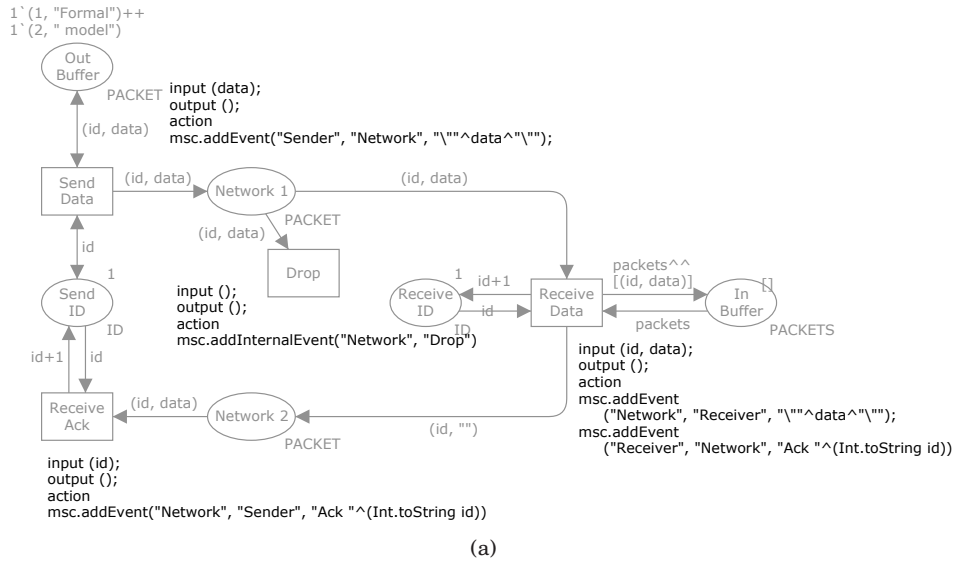 1`(1, "Formal")++
1`(2, " model")
Out
Buffer
PACKET
input (data);
output ();
action
msc.addEvent("Sender", "Network", "\""^data^"\"");
(id, data)
Send
Data
(id, data)
Network 1
(id, data)
PACKET
(id, data)
Drop
id
1
Send
ID
ID
input ();
output ();
action
msc.addInternalEvent("Network", "Drop")
1
Receive
ID
ID
id+1
id
Receive
Data
packets^^
[(id, data)]
packets
[]
In
Buffer
PACKETS
input (id, data);
output ();
action
msc.addEvent
("Network", "Receiver", "\""^data^"\"");
msc.addEvent
("Receiver", "Network", "Ack "^(Int.toString id))
id+1
id
Receive
Ack
(id, data)
Network 2
PACKET
(id, "")
input (id);
output ();
action
msc.addEvent("Network", "Sender", "Ack "^(Int.toString id))
(a)